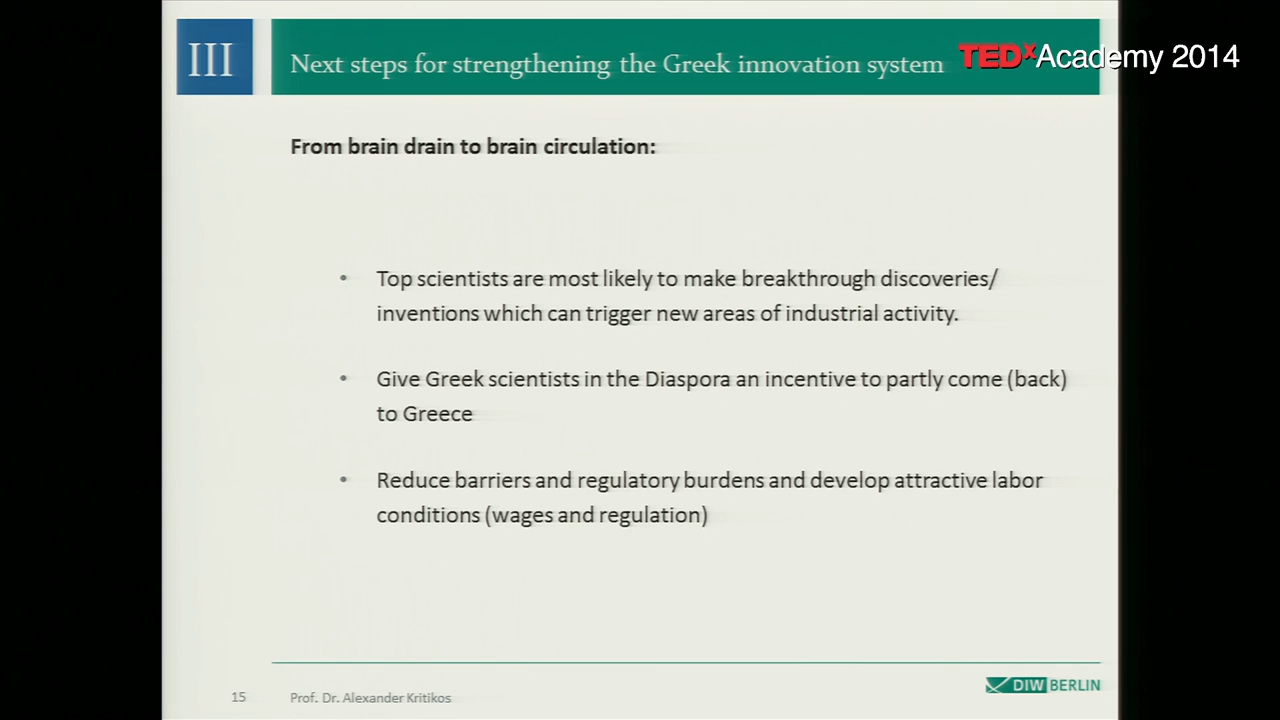 III
Next steps for strengthening the Greek innovation system
TEDxAcademy 2014
From brain drain to brain circulation:
• Top scientists are most likely to make breakthrough discoveries/
inventions which can trigger new areas of industrial activity.
• Give Greek scientists in the Diaspora an incentive to partly come (back)
to Greece
• Reduce barriers and regulatory burdens and develop attractive labor
conditions (wages and regulation)
15
Prof. Dr. Alexander Kritikos
DIW BERLIN